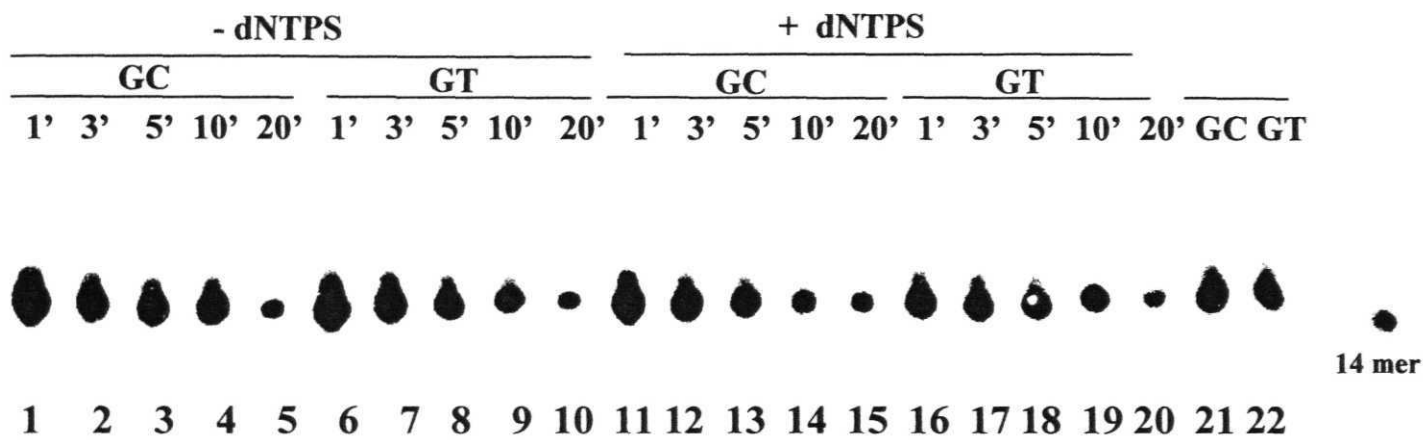 - dNTPS + dNTPS
GC GT GC GT
1’ 3’ 5’ 10’ 20’ 1’ 3’ 5’ 10’ 20’ 1’ 3’ 5’ 10’ 20’ 1’ 3’ 5’ 10’ 20’ GC GT
14 mer
1 2 3 4 5 6 7 8 9 10 11 12 13 14 15 16 17 18 19 20 21 22